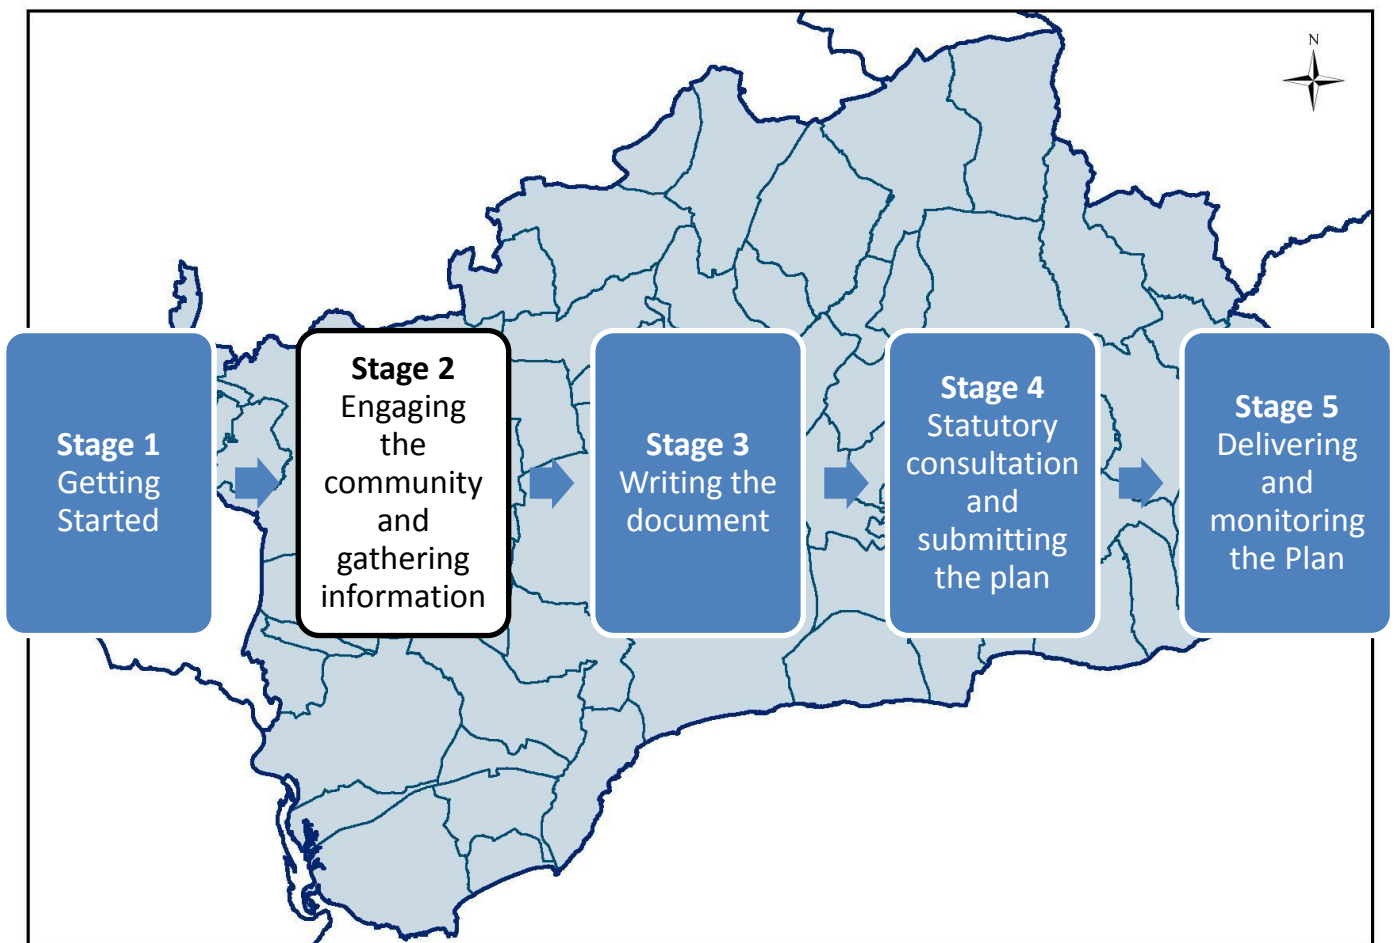 N
Stage 1
Getting
Started
Stage 2
Engaging
the
community
and
gathering
information
Stage 3
Writing the
document
Stage 4
Statutory
consultation
and
submitting
the plan
Stage 5
Delivering
and
monitoring
the Plan